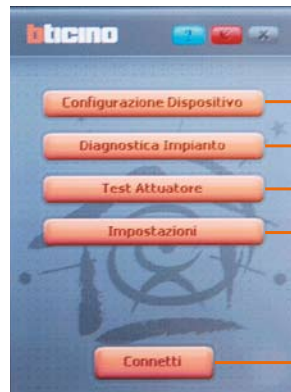 bticino
?
Configurazione Dispositivo
Diagnostica Impianto
Test Attuatore
Impostazioni
Connetti